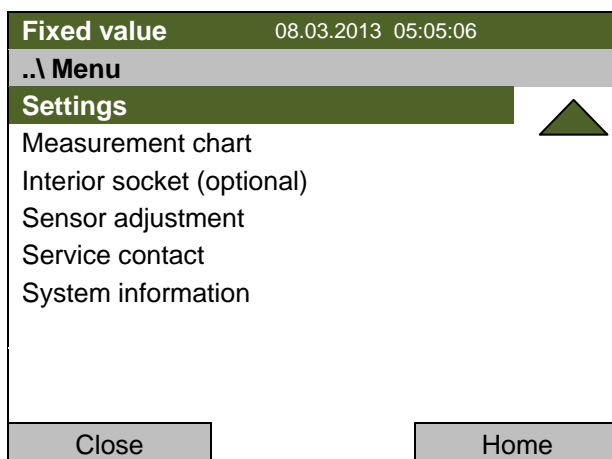 Fixed value 08.03.2013 05:05:06
..\ Menu
Settings
Measurement chart
Interior socket (optional)
Sensor adjustment
Service contact
System information
Close Home